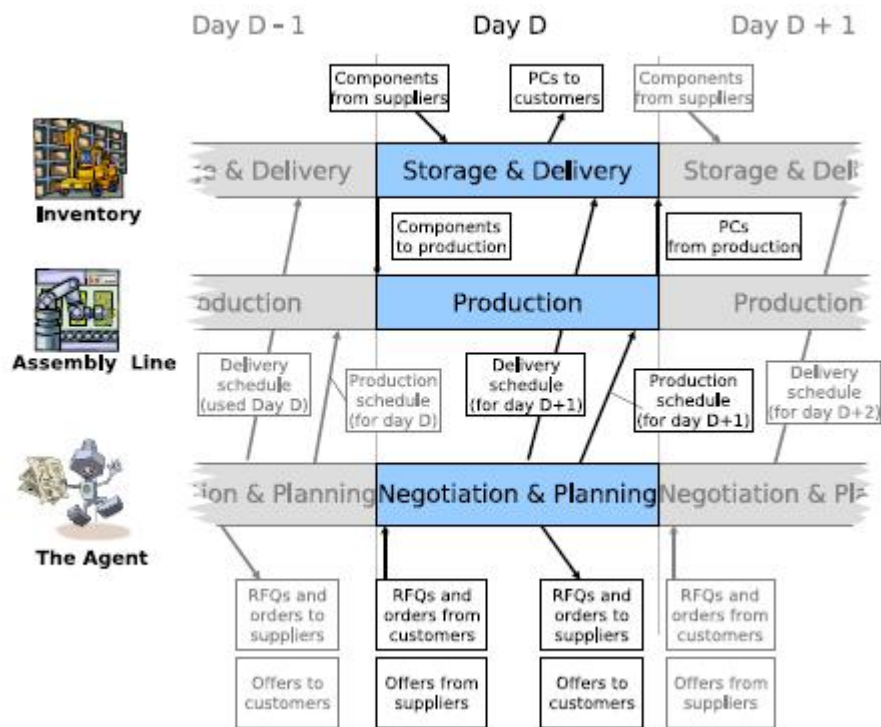 Day D – 1
Day D
Day D + 1
Components
from suppliers
PCs to
customers
Components
from suppliers
Inventory
e & Delivery
Storage & Delivery
Storage & Deli
Components
to production
PCs
from production
Assembly Line
oduction
Production
Production
Delivery
schedule
(used Day D)
Production
schedule
(for day D)
Delivery
schedule
(for day D+1)
Production
schedule
(for day D+1)
Delivery
schedule
(for day D+2)
The Agent
ion & Planning
Negotiation & Planning
Negotiation & Pla
RFQs and
orders to
suppliers
RFQs and
orders from
customers
RFQs and
orders to
suppliers
RFQs and
orders from
customers
Offers to
customers
Offers from
suppliers
Offers to
customers
Offers from
suppliers